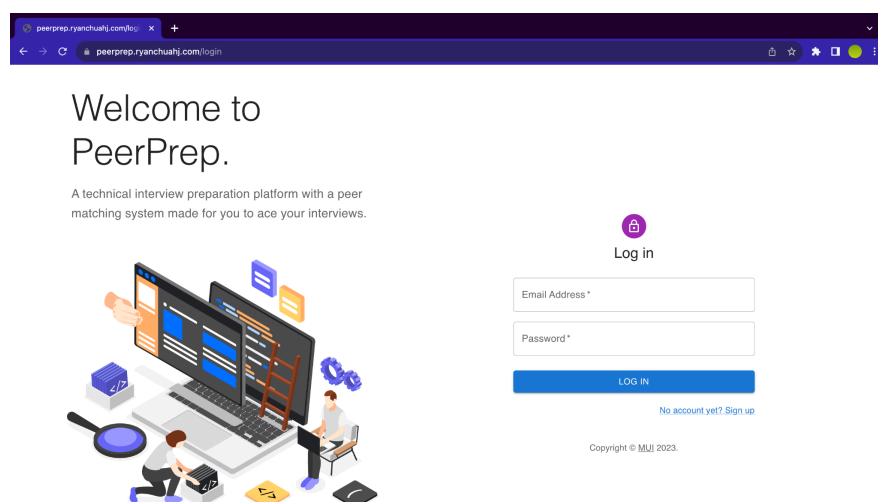 peerprep.ryanchuahj.com/logi
peerprep.ryanchuahj.com/login
Welcome to
PeerPrep.
A technical interview preparation platform with a peer
matching system made for you to ace your interviews.
</>
</>
</>
Log in
Email Address *
Password *
LOG IN
No account yet? Sign up
Copyright © MUI 2023.